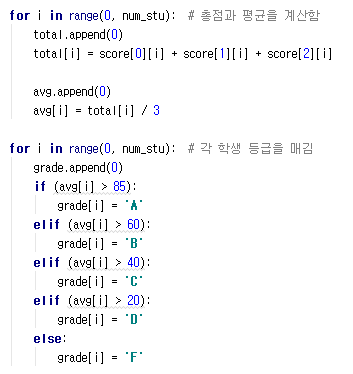 for i in range(0, num_stu):  # 총점과 평균을 계산함
    total.append(0)
    total[i] = score[0][i] + score[1][i] + score[2][i]

    avg.append(0)
    avg[i] = total[i] / 3

for i in range(0, num_stu):  # 각 학생 등급을 매김
    grade.append(0)
    if (avg[i] > 85):
        grade[i] = 'A'
    elif (avg[i] > 60):
        grade[i] = 'B'
    elif (avg[i] > 40):
        grade[i] = 'C'
    elif (avg[i] > 20):
        grade[i] = 'D'
    else:
        grade[i] = 'F'